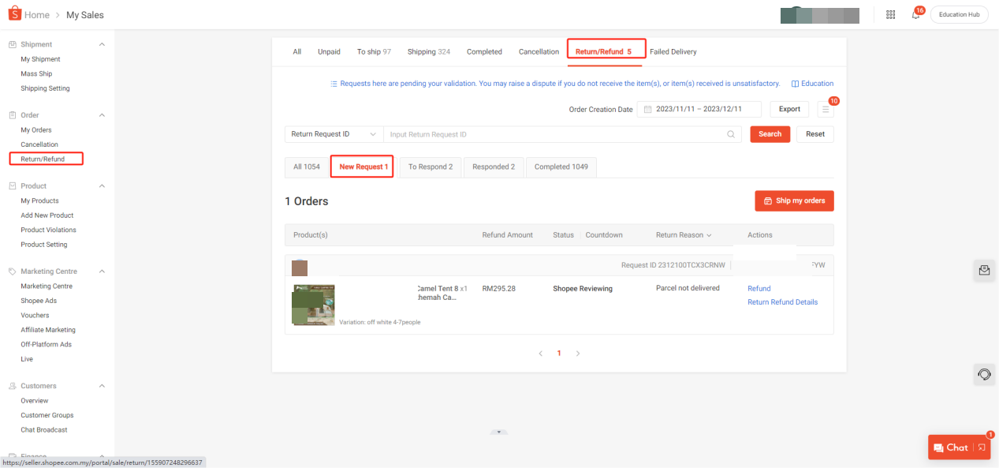 Home > My Sales
16
Education Hub
Shipment
My Shipment
Mass Ship
Shipping Setting
Order
My Orders
Cancellation
Return/Refund
Product
My Products
Add New Product
Product Violations
Product Setting
Marketing Centre
Marketing Centre
Shopee Ads
Vouchers
Affiliate Marketing
Off-Platform Ads
Live
Customers
Overview
Customer Groups
Chat Broadcast
Finance
https://seller.shopee.com.my/portal/sale/return/155907248296637
All Unpaid To ship 97 Shipping 324 Completed Cancellation Return/Refund 5 Failed Delivery
Requests here are pending your validation. You may raise a dispute if you do not receive the item(s), or item(s) received is unsatisfactory. Education
Order Creation Date 2023/11/11 – 2023/12/11 Export 10
Return Request ID Input Return Request ID Search Reset
All 1054 New Request 1 To Respond 2 Responded 2 Completed 1049
1 Orders Ship my orders
Product(s) Refund Amount Status Countdown Return Reason Actions
Request ID 2312100TCX3CRNW FYW
Camel Tent 8 x1 RM295.28 Shopee Reviewing Parcel not delivered Refund
khemah Ca... Return Refund Details
Variation: off white 4-7people
1
Chat 1